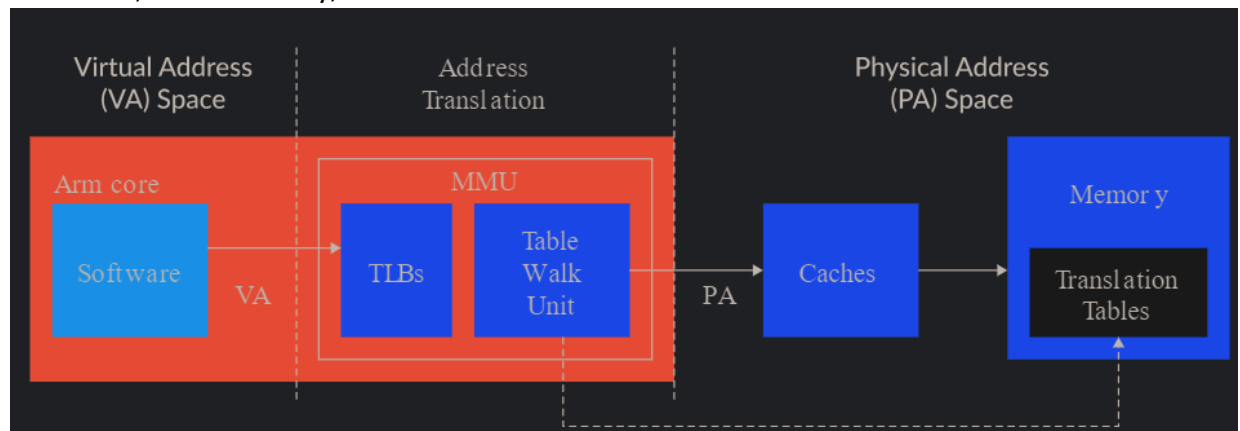 Virtual Address
(VA) Space
Address
Translation
Physical Address
(PA) Space
Arm core
Software
VA
MMU
TLBs
Table
Walk
Unit
PA
Caches
Memory
Translation
Tables